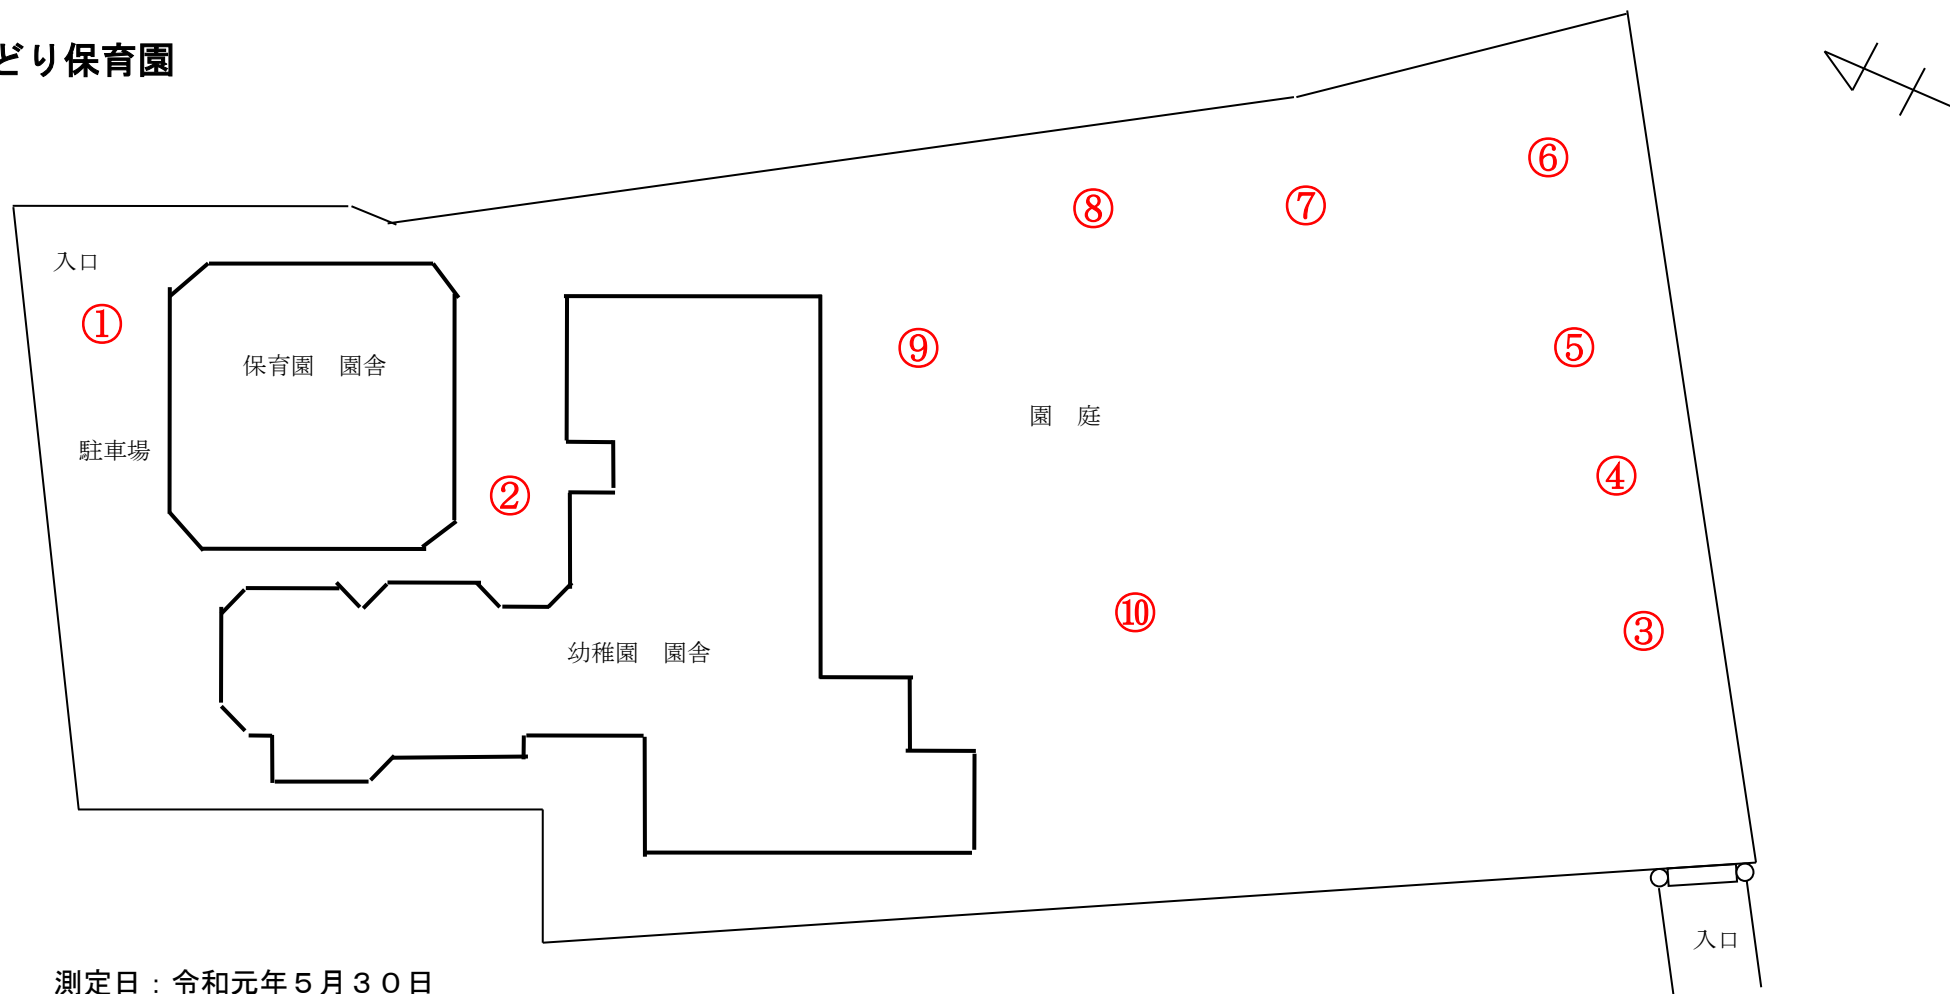 どり保育園
⑥
⑧
⑦
入口
①
⑨
⑤
保育園　園舎
園　庭
駐車場
④
②
⑩
③
幼稚園　園舎
入口
測定日：令和元年５月３０日